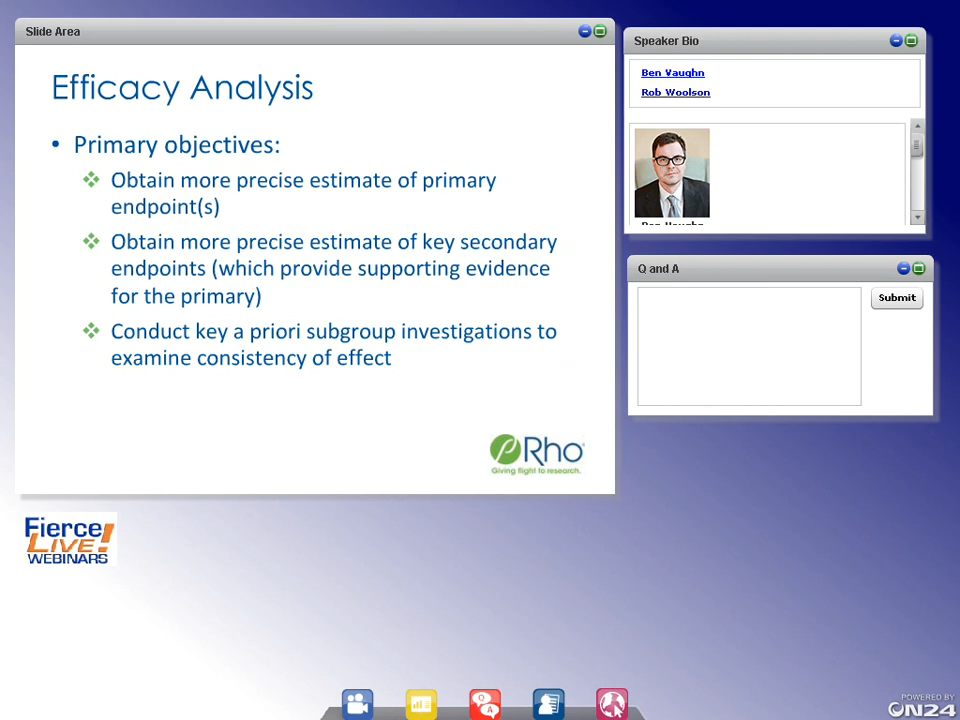 Slide Area
Efficacy Analysis
• Primary objectives:
❖ Obtain more precise estimate of primary
endpoint(s)
❖ Obtain more precise estimate of key secondary
endpoints (which provide supporting evidence
for the primary)
❖ Conduct key a priori subgroup investigations to
examine consistency of effect
Rho
Giving flight to research.
Speaker Bio
Ben Vaughn
Rob Woolson
Ben Vaughn
Q and A
Submit
Fierce
LIVE!
WEBINARS
Q
A
POWERED BY
ON24